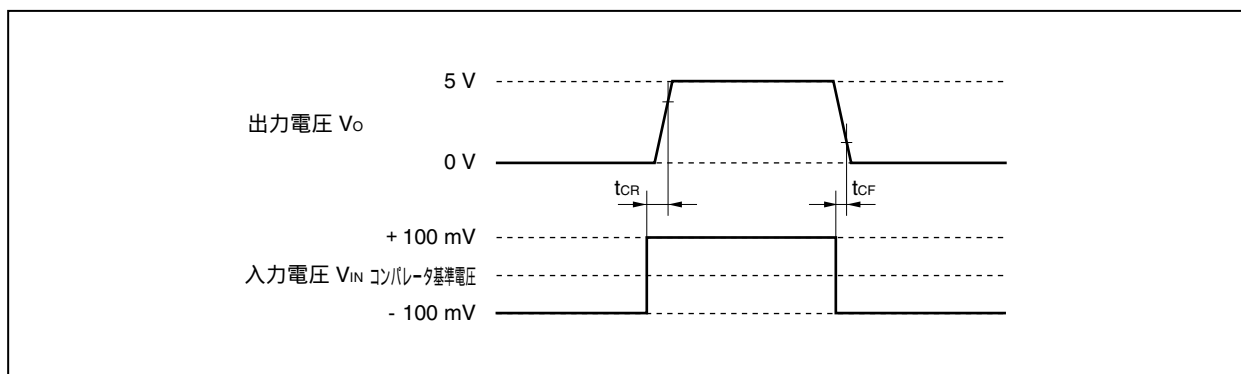 5 V
出力電圧 VO
0 V
tCR
tCF
+ 100 mV
入力電圧 VIN コンパレータ基準電圧
- 100 mV